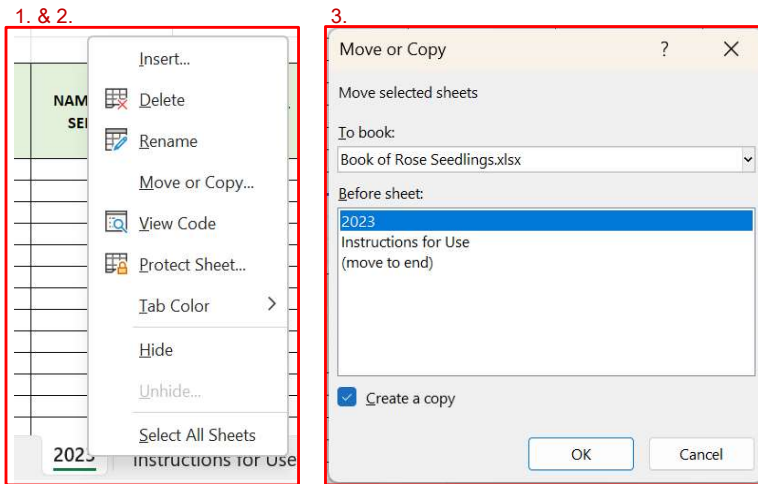 1. & 2.
Insert...
NAM
Delete
SEI
Rename
Move or Copy...
View Code
Protect Sheet...
Tab Color
Hide
Unhide...
Select All Sheets
2023
Instructions for Use
3.
Move or Copy
?
Move selected sheets
To book:
Book of Rose Seedlings.xlsx
Before sheet:
2023
Instructions for Use
(move to end)
Create a copy
OK
Cancel